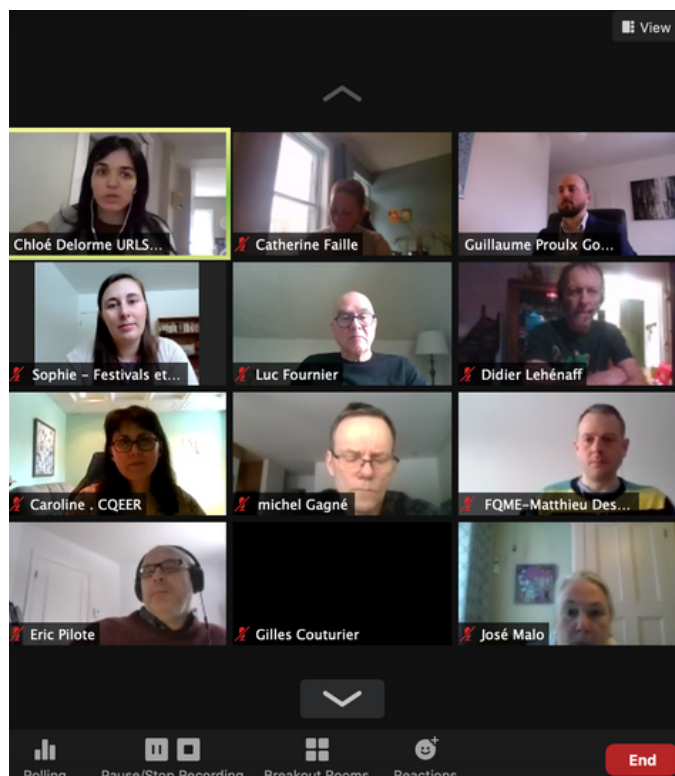 View
Chloé Delorme URLS...
Catherine Faille
Guillaume Proulx Go...
Sophie – Festivals et...
Luc Fournier
Didier Lehénaff
Caroline . CQEER
michel Gagné
FQME-Matthieu Des...
Eric Pilote
Gilles Couturier
José Malo
Polling
Pause/Stop Recording
Breakout Rooms
Reactions
End